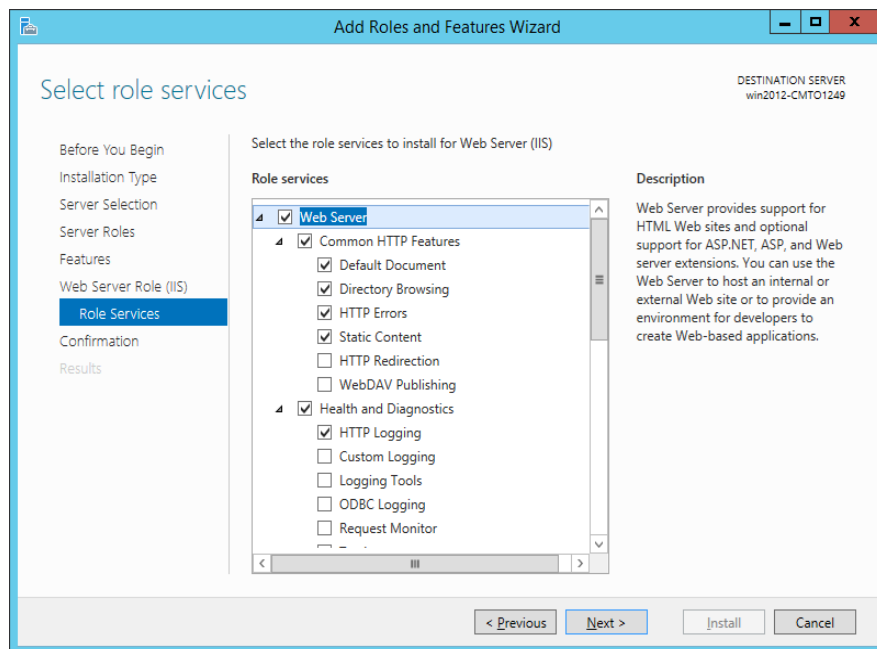 Add Roles and Features Wizard
Select role services
DESTINATION SERVER
win2012-CMTO1249
Before You Begin
Installation Type
Server Selection
Server Roles
Features
Web Server Role (IIS)
Role Services
Confirmation
Results
Select the role services to install for Web Server (IIS)
Role services
Web Server
Common HTTP Features
Default Document
Directory Browsing
HTTP Errors
Static Content
HTTP Redirection
WebDAV Publishing
Health and Diagnostics
HTTP Logging
Custom Logging
Logging Tools
ODBC Logging
Request Monitor
Description
Web Server provides support for
HTML Web sites and optional
support for ASP.NET, ASP, and Web
server extensions. You can use the
Web Server to host an internal or
external Web site or to provide an
environment for developers to
create Web-based applications.
< Previous
Next >
Install
Cancel